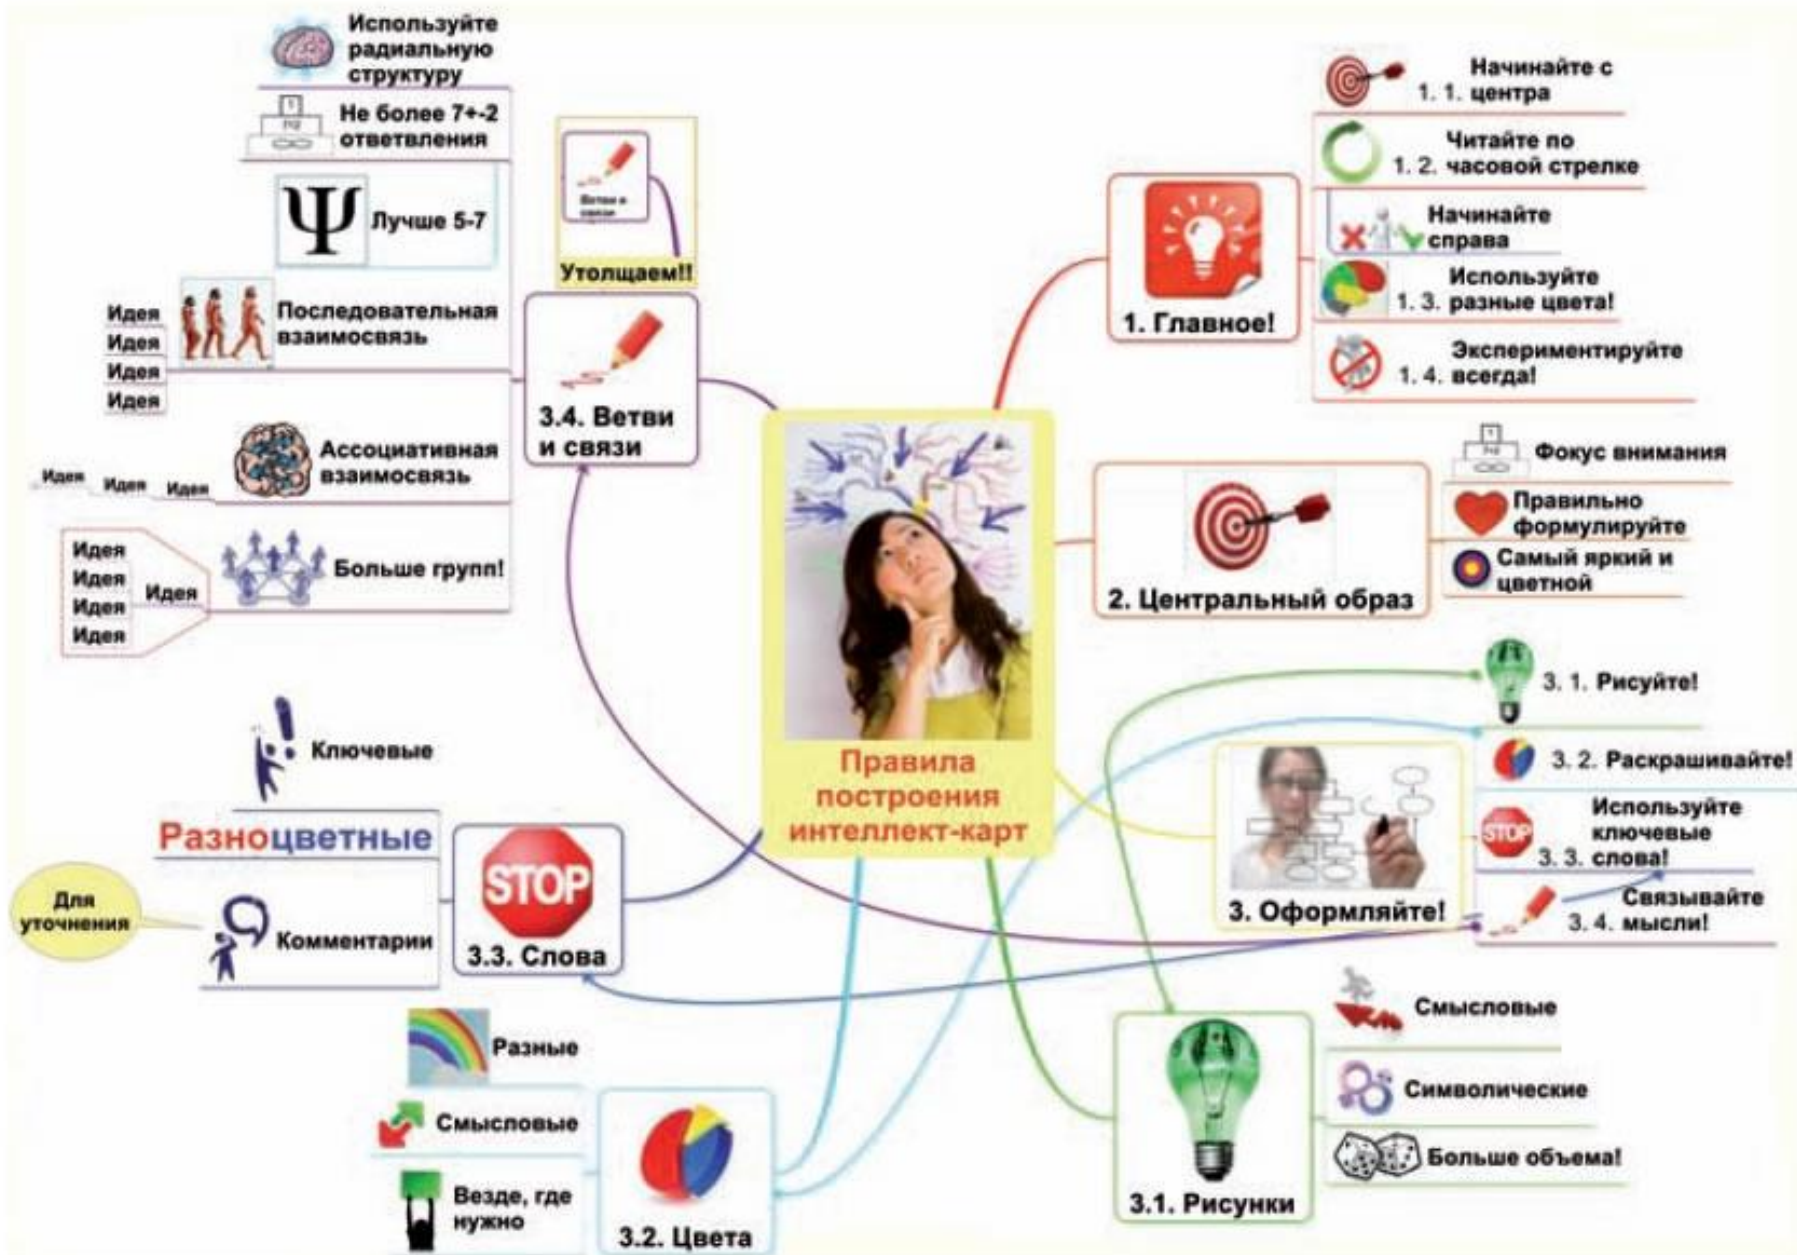 Правила
построения
интеллект-карт
1. Главное!
Начинайте с
1. 1. центра
Читайте по
1. 2. часовой стрелке
Начинайте
справа
Используйте
1. 3. разные цвета!
Экспериментируйте
1. 4. всегда!
2. Центральный образ
Фокус внимания
Правильно
формулируйте
Самый яркий и
цветной
3. Оформляйте!
3. 1. Рисуйте!
3. 2. Раскрашивайте!
Используйте
ключевые
STOP
3. 3. слова!
Связывайте
3. 4. мысли!
3.1. Рисунки
Смысловые
Символические
Больше объема!
3.2. Цвета
Разные
Смысловые
Везде, где
нужно
STOP
3.3. Слова
Ключевые
Разноцветные
Комментарии
Для
уточнения
3.4. Ветви
и связи
Ветви и
связи
Утолщаем!!
Используйте
радиальную
структуру
Не более 7+-2
ответвления
Ψ
Лучше 5-7
Последовательная
взаимосвязь
Идея
Идея
Идея
Идея
Ассоциативная
взаимосвязь
Идея Идея Идея
Больше групп!
Идея
Идея
Идея
Идея
Идея